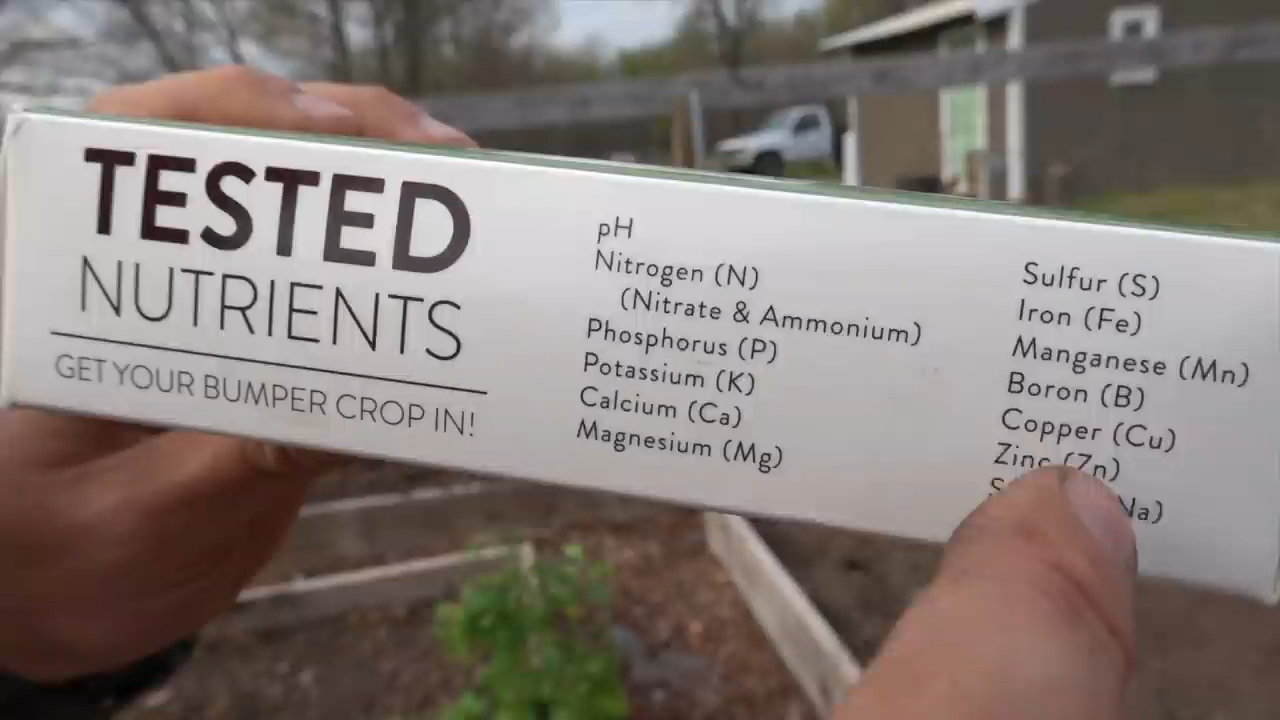 TESTED
NUTRIENTS
GET YOUR BUMPER CROP IN!
pH
Nitrogen (N)
(Nitrate & Ammonium)
Phosphorus (P)
Potassium (K)
Calcium (Ca)
Magnesium (Mg)
Sulfur (S)
Iron (Fe)
Manganese (Mn)
Boron (B)
Copper (Cu)
Zinc (Zn)
Na)